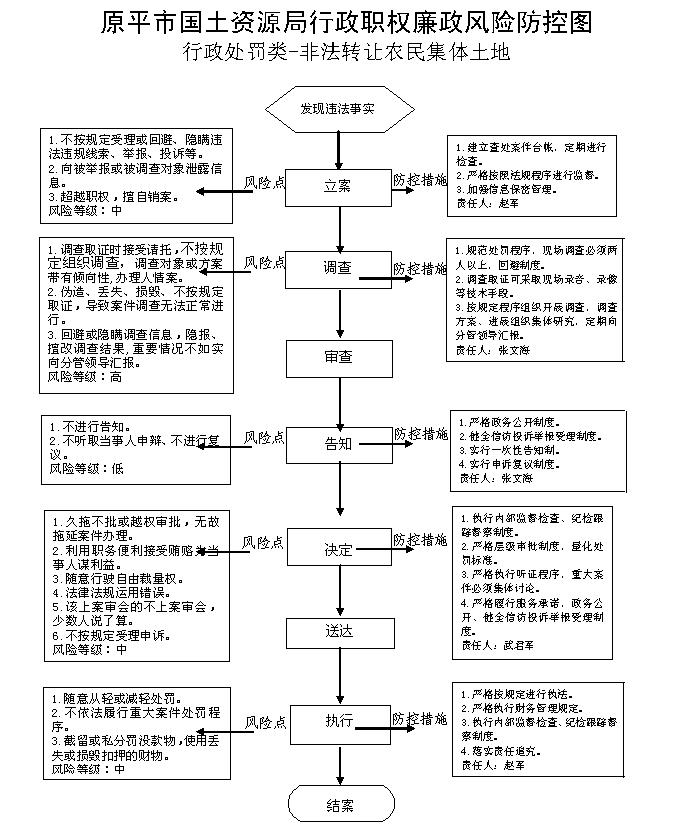 原平市国土资源局行政职权廉政风险防控图
行政处罚类-非法转让农民集体土地
发现违法事实
1.不按规定受理或回避、隐瞒违
法违规线索、举报、投诉等。
2.向被举报或被调查对象泄露信
息。
3.超越职权，擅自销案。
风险等级：中
风险点
立案
防控措施
1.建立查处案件台帐，定期进行
检查。
2.严格按照法规程序进行监督。
3.加强信息保密管理。
责任人：赵军
1.调查取证时接受请托，不按规
定组织调查，调查对象或方案
带有倾向性,办理人情案。
2.伪造、丢失、损毁、不按规定
取证，导致案件调查无法正常进
行。
3.回避或隐瞒调查信息，隐报、
擅改调查结果,重要情况不如实
向分管领导汇报。
风险等级：高
风险点
调查
防控措施
1.规范处罚程序，现场调查必须两
人以上，回避制度。
2.调查取证可采取现场录音、录像
等技术手段。
3.按规定程序组织开展调查，调查
方案、进展组织集体研究，定期向
分管领导汇报。
责任人：张文海
审查
1.不进行告知。
2.不听取当事人申辩、不进行复
议。
风险等级：低
风险点
告知
防控措施
1.严格政务公开制度。
2.健全信访投诉举报受理制度。
3.实行一次性告知制。
4.实行申诉复议制度。
责任人：张文海
1.久拖不批或越权审批，无故
拖延案件办理。
2.利用职务便利接受贿赂为当
事人谋利益。
3.随意行驶自由裁量权。
4.法律法规运用错误。
5.该上案审会的不上案审会，
少数人说了算。
6.不按规定受理申诉。
风险等级：中
风险点
决定
防控措施
1.执行内部监督检查、纪检跟
踪督察制度。
2.严格层级审批制度，量化处
罚标准。
3.严格执行听证程序，重大案
件必须集体讨论。
4.严格履行服务承诺，政务公
开、健全信访投诉举报受理制
度。
责任人：武启军
送达
1.随意从轻或减轻处罚。
2.不依法履行重大案件处罚程
序。
3.截留或私分罚没款物,使用丢
失或损毁扣押的财物。
风险等级：中
风险点
执行
防控措施
1.严格按规定进行执法。
2.严格执行财务管理规定。
3.执行内部监督检查、纪检跟踪督
察制度。
4.落实责任追究。
责任人：赵军
结案